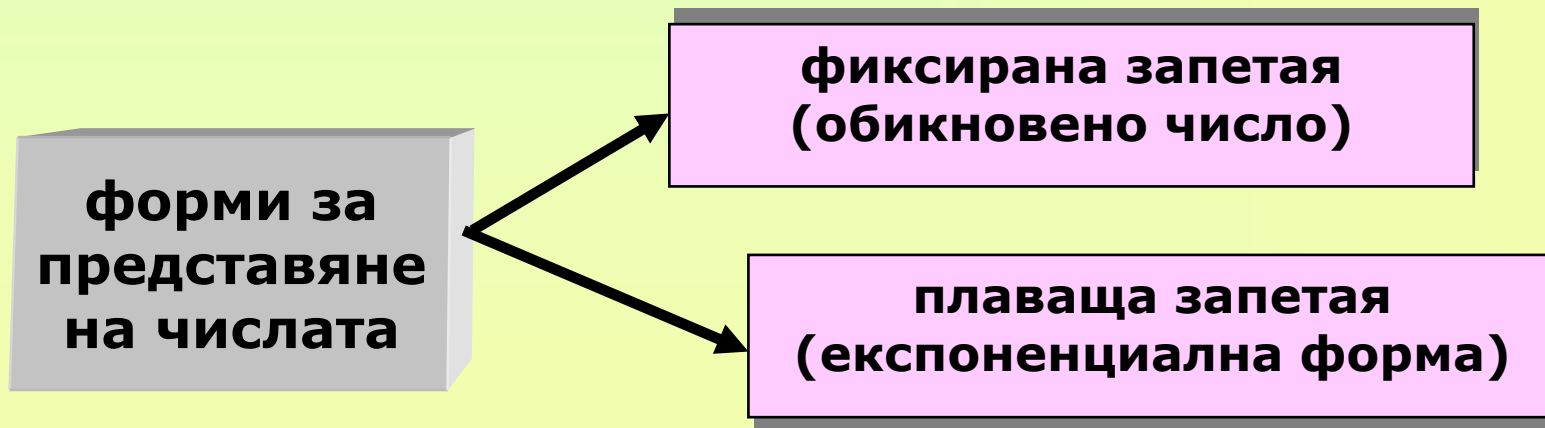 форми за
представяне
на числата
фиксирана запетая
(обикновено число)
плаваща запетая
(експоненциална форма)